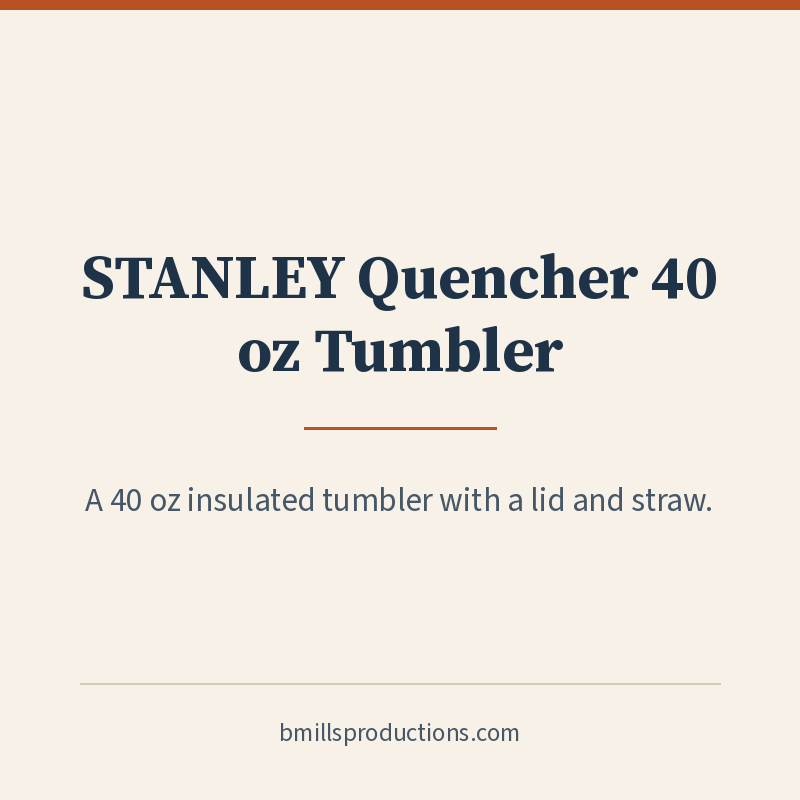 STANLEY Quencher 40
oz Tumbler
A 40 oz insulated tumbler with a lid and straw.
bmillsproductions.com